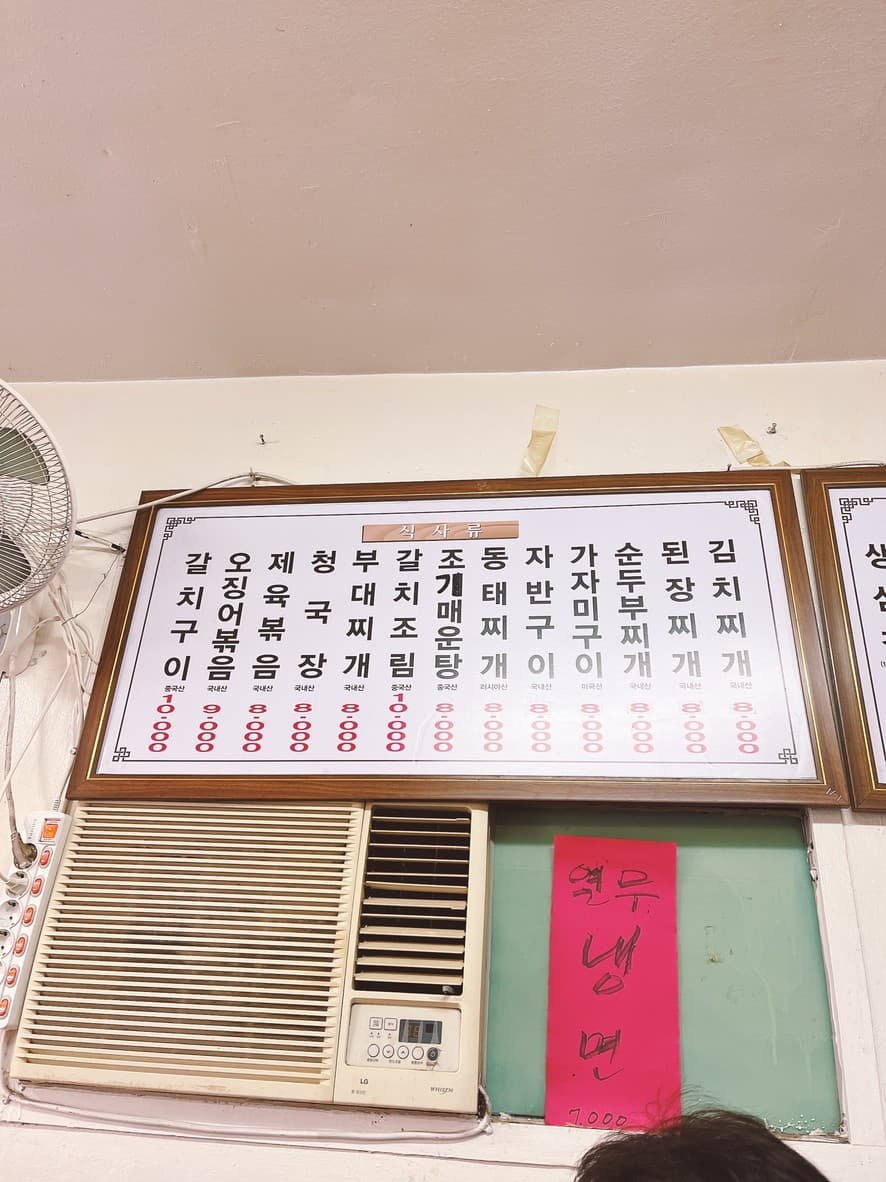 식사류
김치찌개 국내산 8.000
된장찌개 국내산 8.000
순두부찌개 국내산 8.000
가자미구이 미국산 8.000
자반구이 국내산 8.000
동태찌개 러시아산 8.000
조개매운탕 중국산 8.000
갈치조림 중국산 10.000
부대찌개 국내산 8.000
청국장 국내산 8.000
제육볶음 국내산 8.000
오징어볶음 국내산 9.000
갈치구이 중국산 10.000
생
열무
냉
면
7.000
LG
WHISEN